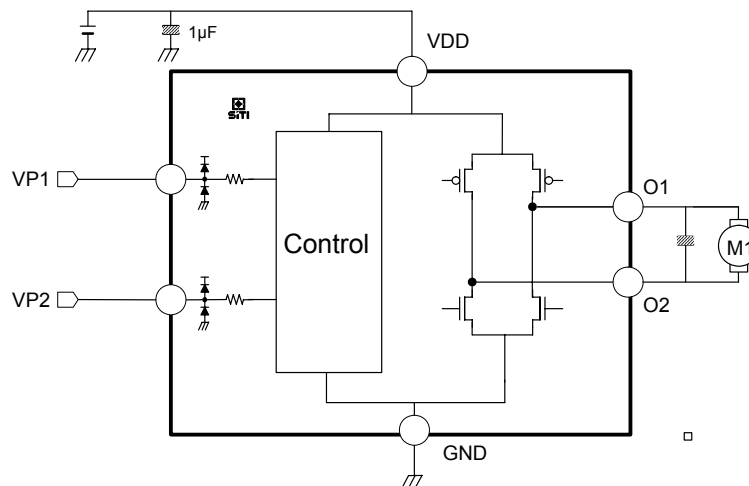 1µF
VDD
SiTI
VP1
O1
Control
M1
VP2
O2
GND